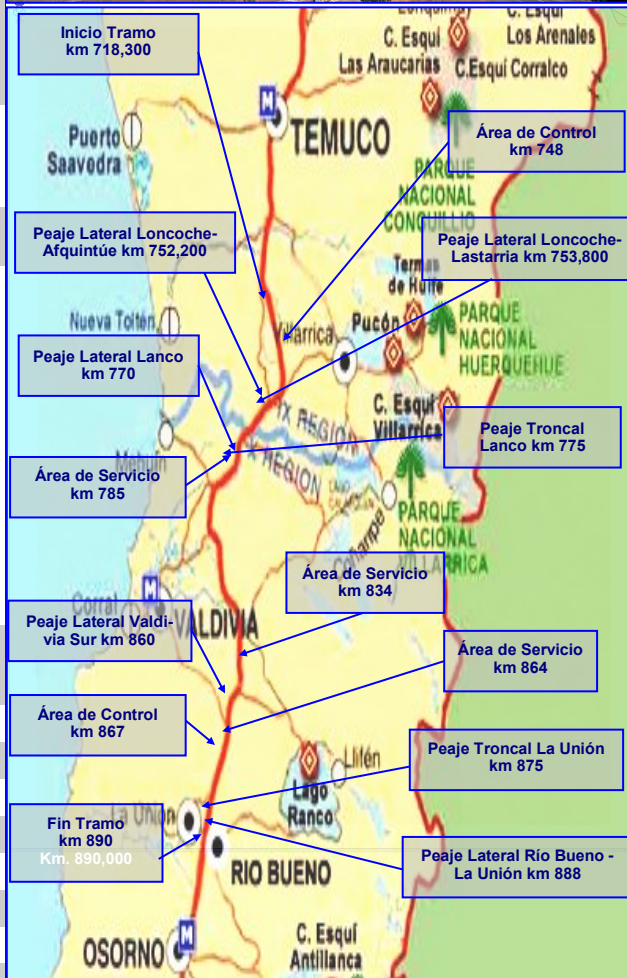 Lonquimay
C. Esquí
Las Araucarias
C. Esquí
Los Arenales
C.Esquí Corralco
Inicio Tramo
km 718,300
TEMUCO
Puerto
Saavedra
Área de Control
km 748
PARQUE
NACIONAL
CONGUILLIO
Peaje Lateral Loncoche-
Afquintúe km 752,200
Peaje Lateral Loncoche-
Lastarria km 753,800
Termas
de Huife
Nueva Toltén
Villarrica
Pucón
PARQUE
NACIONAL
HUERQUEHUE
Peaje Lateral Lanco
km 770
IX REGION
X REGION
C. Esquí
Villarrica
Peaje Troncal
Lanco km 775
Mehuín
Área de Servicio
km 785
Coñaripe
PARQUE
NACIONAL
VILLARRICA
Área de Servicio
km 834
Corral
VALDIVIA
Peaje Lateral Valdi-
via Sur km 860
Área de Servicio
km 864
Área de Control
km 867
Llifén
Lago
Ranco
Peaje Troncal La Unión
km 875
La Unión
Fin Tramo
km 890
Km. 890,000
RIO BUENO
Peaje Lateral Río Bueno -
La Unión km 888
OSORNO
C. Esquí
Antillanca